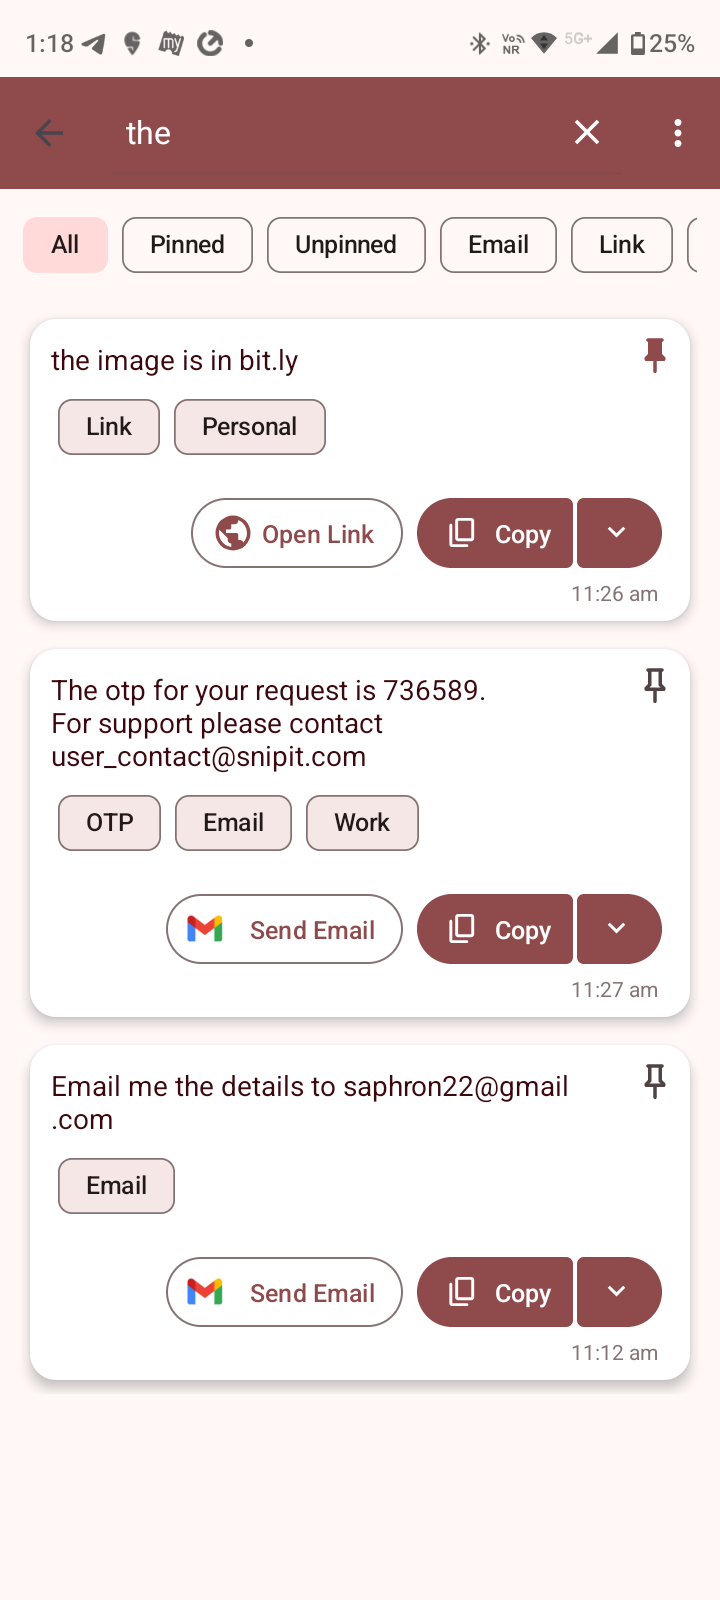 1:18 my VoNR 5G+ 25%
the
All Pinned Unpinned Email Link
the image is in bit.ly
Link Personal
Open Link Copy
11:26 am
The otp for your request is 736589.
For support please contact
user_contact@snipit.com
OTP Email Work
Send Email Copy
11:27 am
Email me the details to saphron22@gmail
.com
Email
Send Email Copy
11:12 am